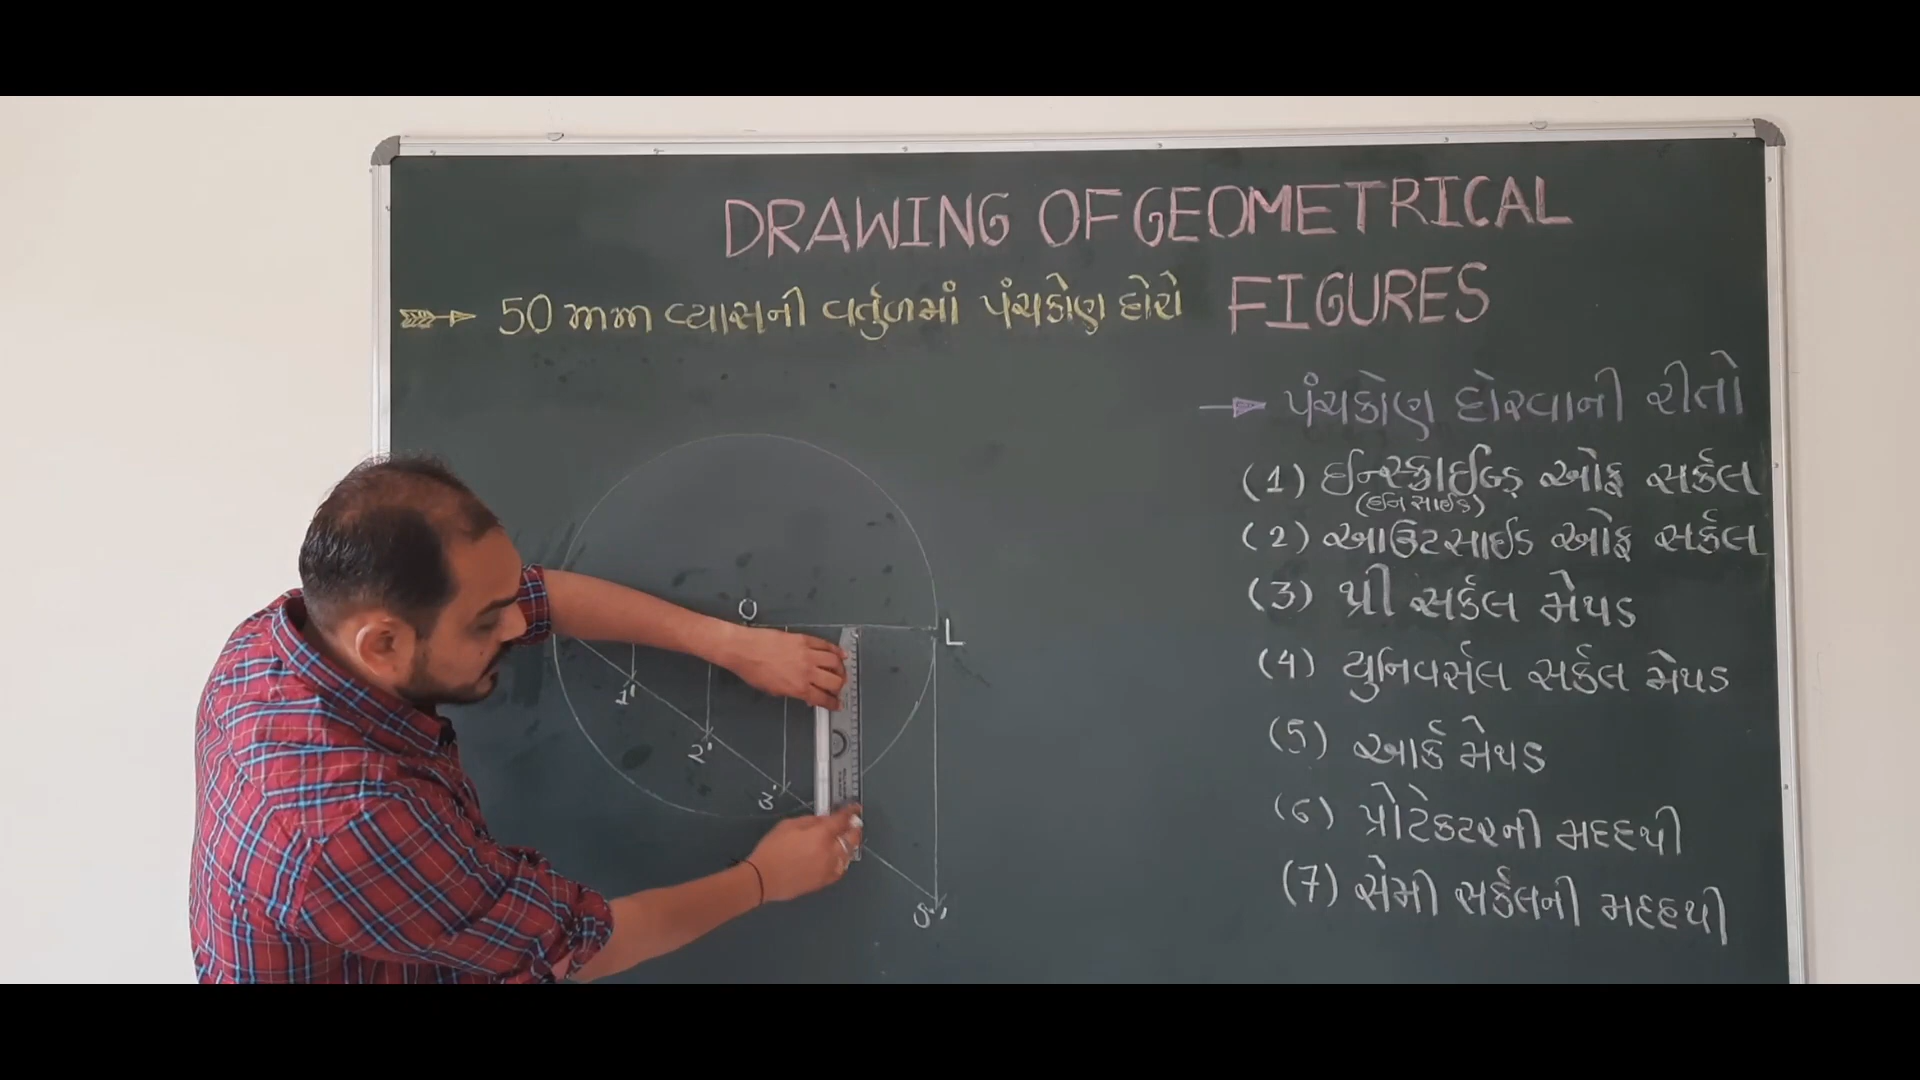 DRAWING OF GEOMETRICAL
FIGURES
50 mm વ્યાસની વર્તુળમાં પંચકોણ દોરો
પંચકોણ દોરવાની રીતો
(1) ઈન્સ્ક્રાઈબ્ડ ઓફ સર્કલ
(ઈનસાઈડ)
(2) આઉટસાઈડ ઓફ સર્કલ
(3) થ્રી સર્કલ મેથડ
(4) યુનિવર્સલ સર્કલ મેથડ
(5) આર્ક મેથડ
(6) પ્રોટેકટરની મદદથી
(7) સેમી સર્કલની મદદથી
O
L
1'
2'
3'
5'